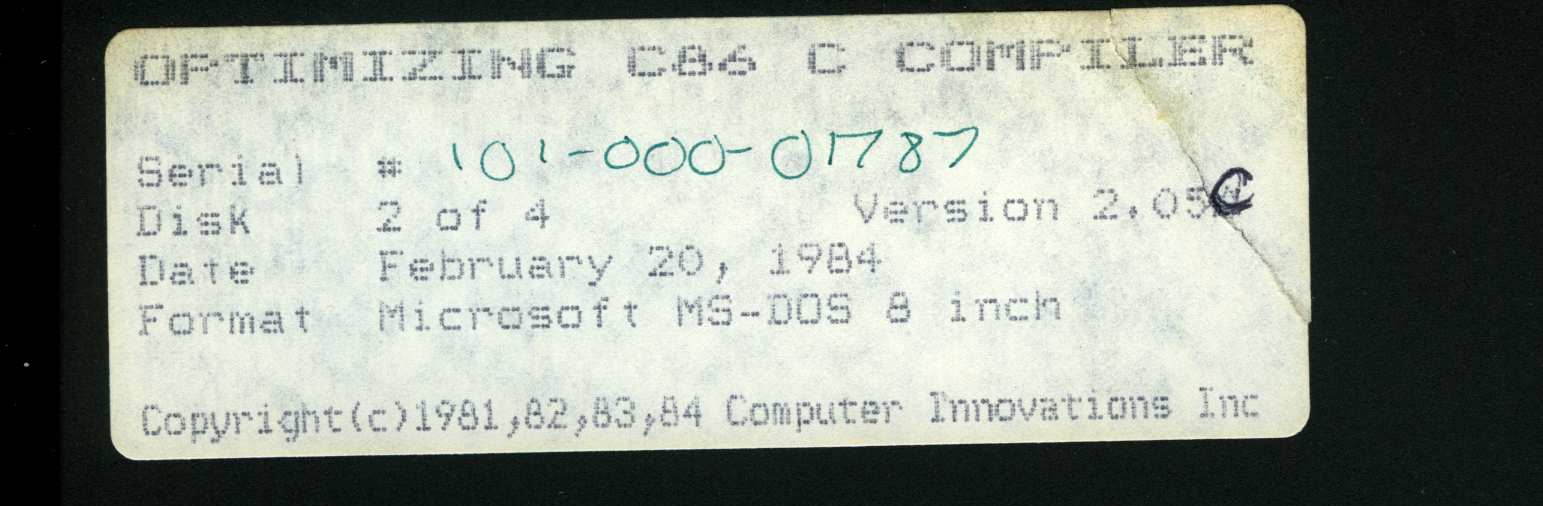 OPTIMIZING C86 C COMPILER
Serial # 101-000-01787
Disk 2 of 4 Version 2.05C
Date February 20, 1984
Format Microsoft MS-DOS 8 inch
Copyright(c)1981,82,83,84 Computer Innovations Inc